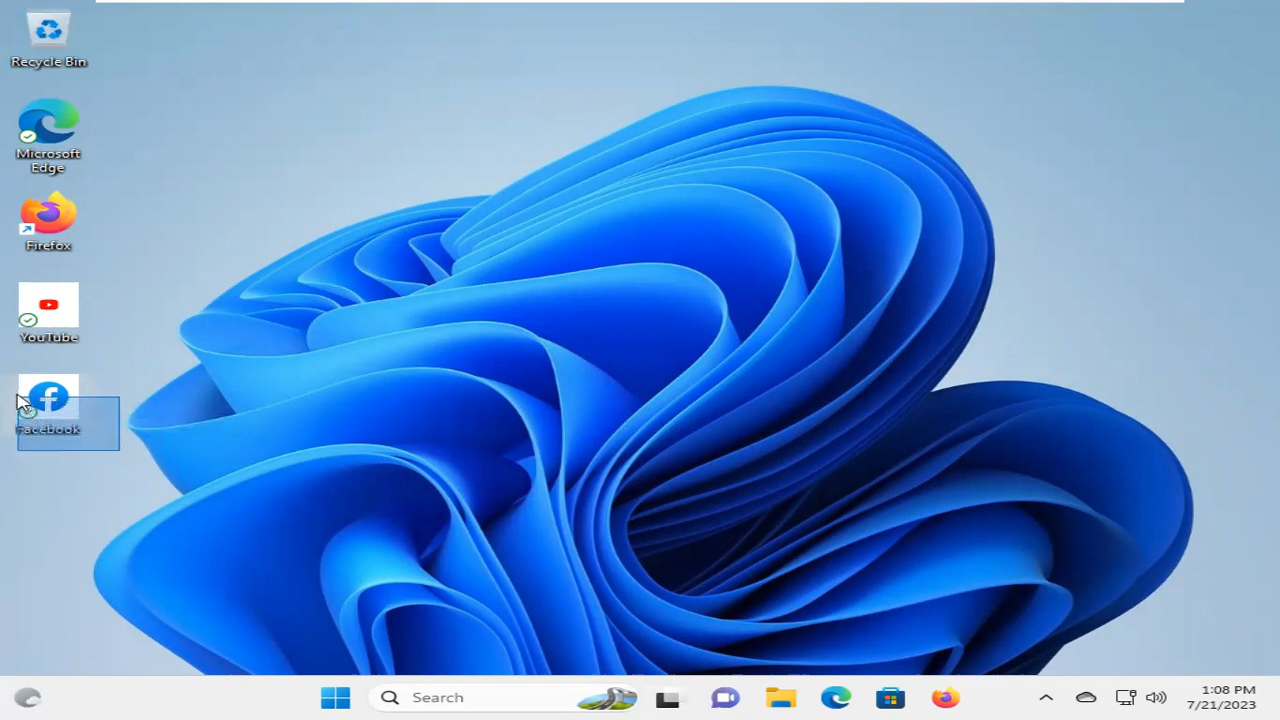 Recycle Bin
Microsoft
Edge
Firefox
YouTube
Facebook
Search
1:08 PM
7/21/2023